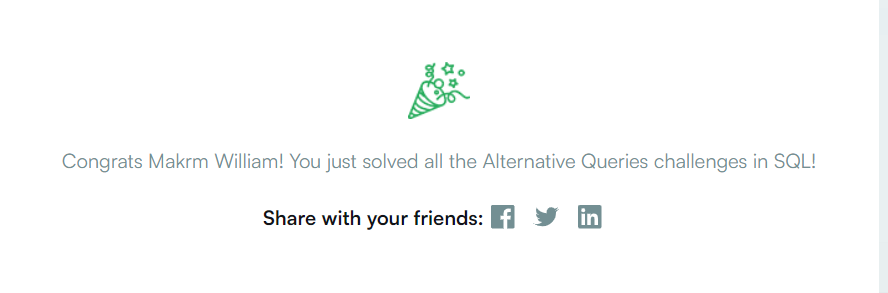 Congrats Makrm William! You just solved all the Alternative Queries challenges in SQL!
Share with your friends: